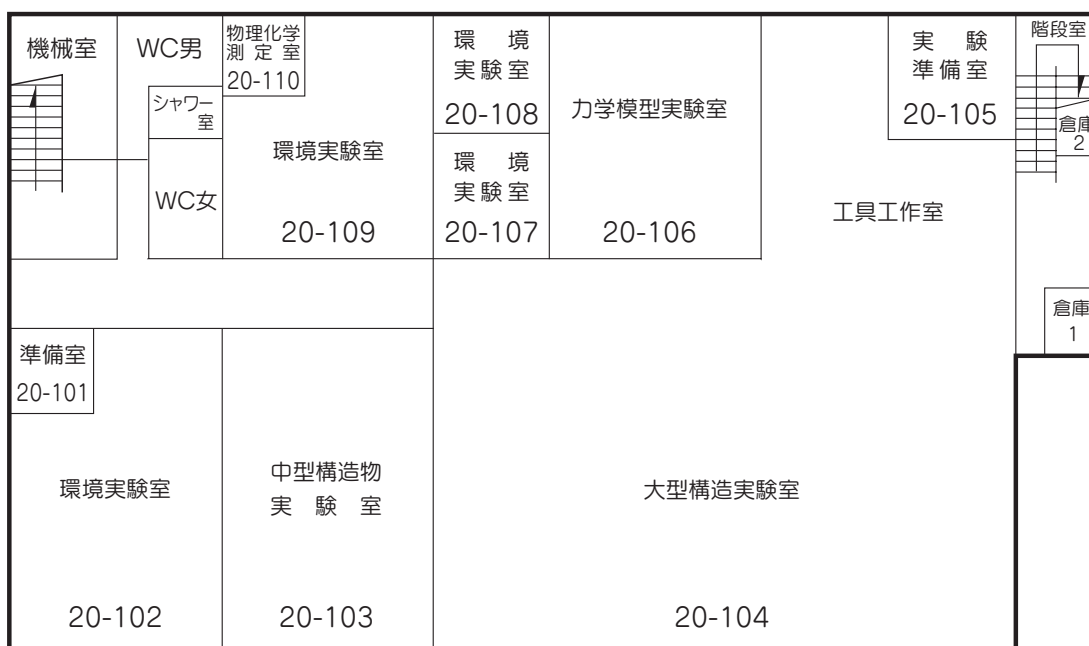 機械室
WC男
シャワー
室
WC女
物理化学
測定室
20-110
環境実験室
20-109
環境
実験室
20-108
環境
実験室
20-107
力学模型実験室
20-106
実験
準備室
20-105
工具工作室
階段室
倉庫
2
倉庫
1
準備室
20-101
環境実験室
20-102
中型構造物
実験室
20-103
大型構造実験室
20-104